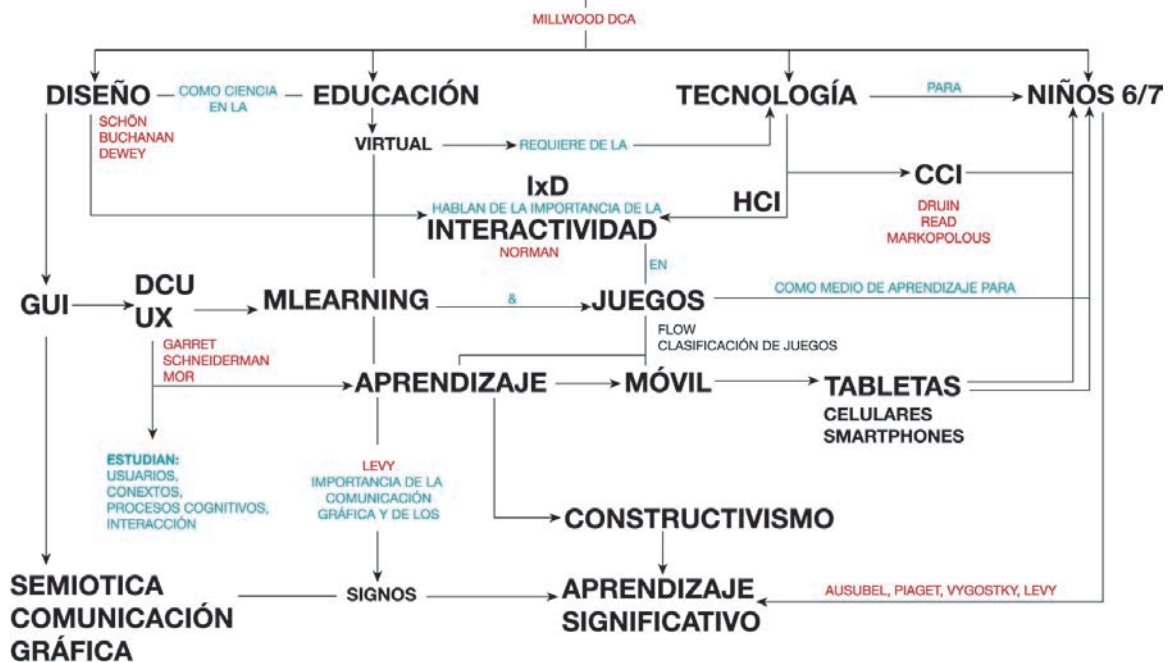 MILLWOOD DCA
DISEÑO
COMO CIENCIA
EN LA
EDUCACIÓN
TECNOLOGÍA
PARA
NIÑOS 6/7
SCHÖN
BUCHANAN
DEWEY
VIRTUAL
REQUIERE DE LA
IxD
HABLAN DE LA IMPORTANCIA DE LA
INTERACTIVIDAD
NORMAN
HCI
CCI
DRUIN
READ
MARKOPOLOUS
EN
GUI
DCU
UX
MLEARNING
&
JUEGOS
COMO MEDIO DE APRENDIZAJE PARA
FLOW
CLASIFICACIÓN DE JUEGOS
GARRET
SCHNEIDERMAN
MOR
APRENDIZAJE
MÓVIL
TABLETAS
CELULARES
SMARTPHONES
ESTUDIAN:
USUARIOS,
CONTEXTOS,
PROCESOS COGNITIVOS,
INTERACCIÓN
LEVY
IMPORTANCIA DE LA
COMUNICACIÓN
GRÁFICA Y DE LOS
CONSTRUCTIVISMO
SEMIOTICA
COMUNICACIÓN
GRÁFICA
SIGNOS
APRENDIZAJE
SIGNIFICATIVO
AUSUBEL, PIAGET, VYGOSTKY, LEVY